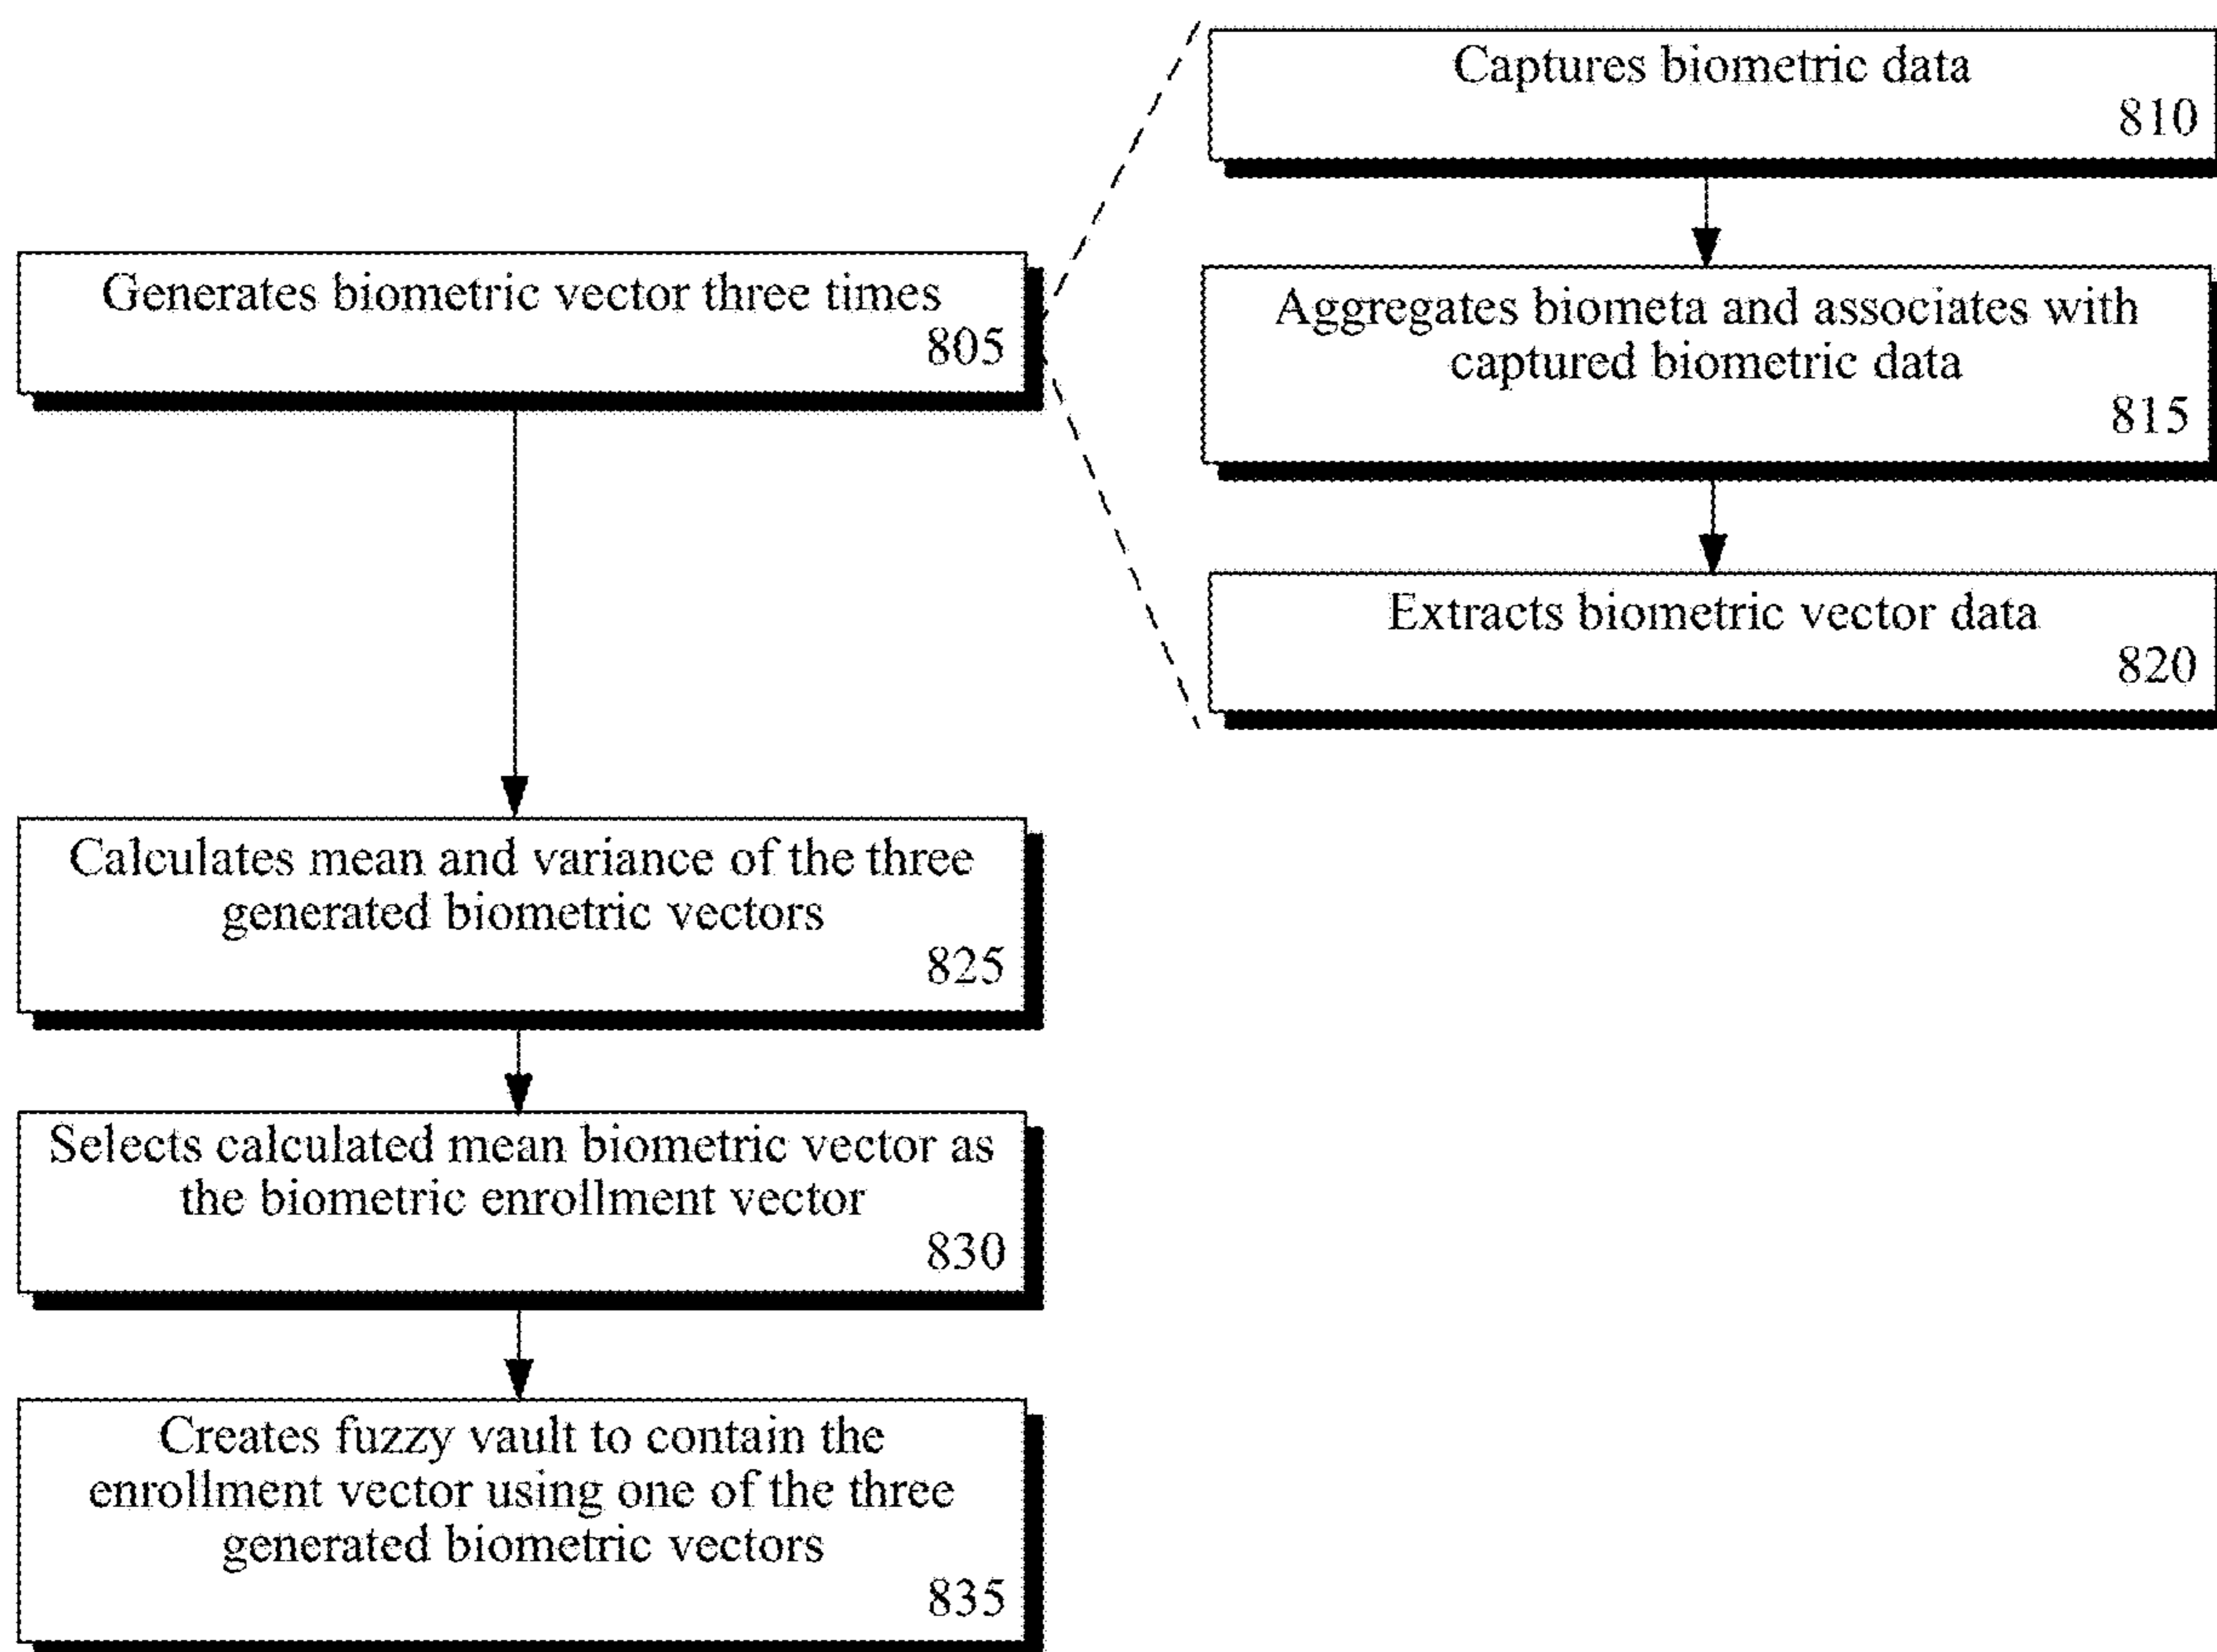 Generates biometric vector three times
805
Captures biometric data
810
Aggregates biometa and associates with
captured biometric data
815
Extracts biometric vector data
820
Calculates mean and variance of the three
generated biometric vectors
825
Selects calculated mean biometric vector as
the biometric enrollment vector
830
Creates fuzzy vault to contain the
enrollment vector using one of the three
generated biometric vectors
835